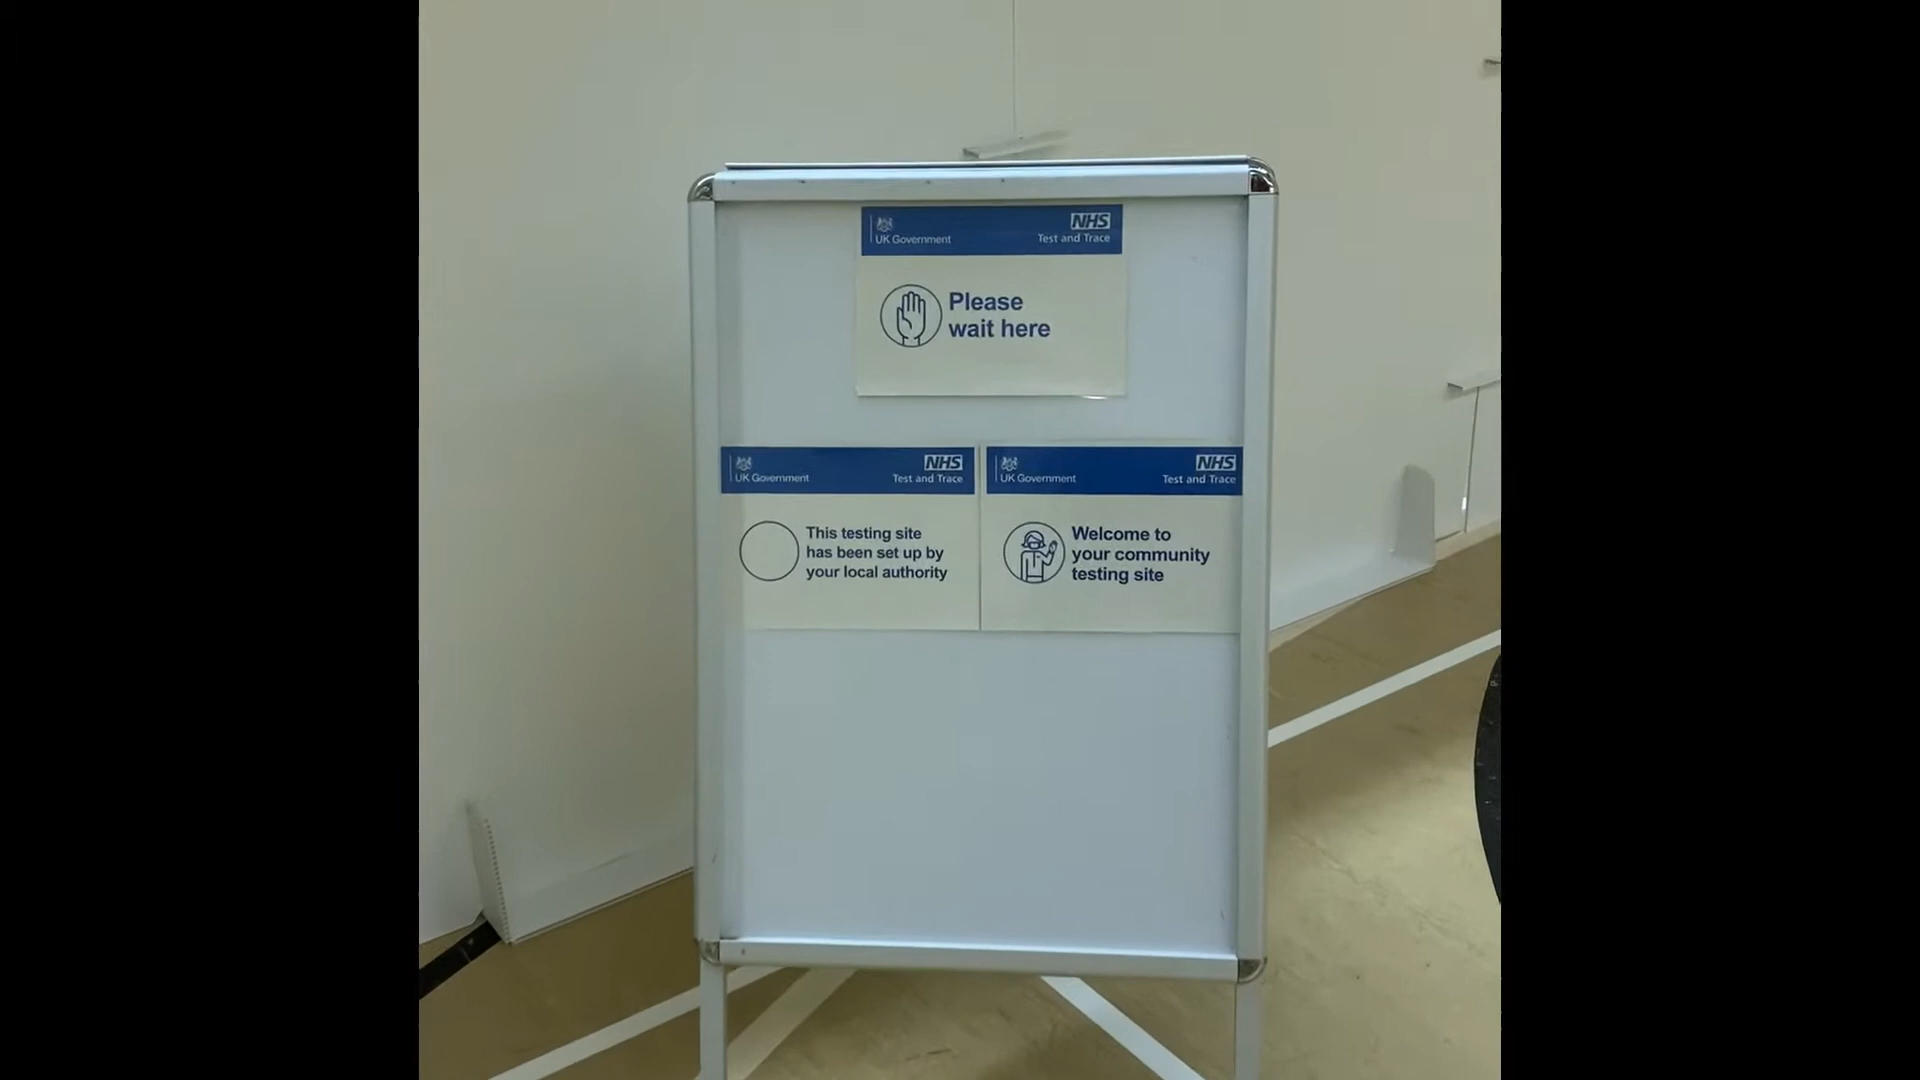 UK Government
NHS
Test and Trace
Please
wait here
UK Government
NHS
Test and Trace
This testing site
has been set up by
your local authority
UK Government
NHS
Test and Trace
Welcome to
your community
testing site